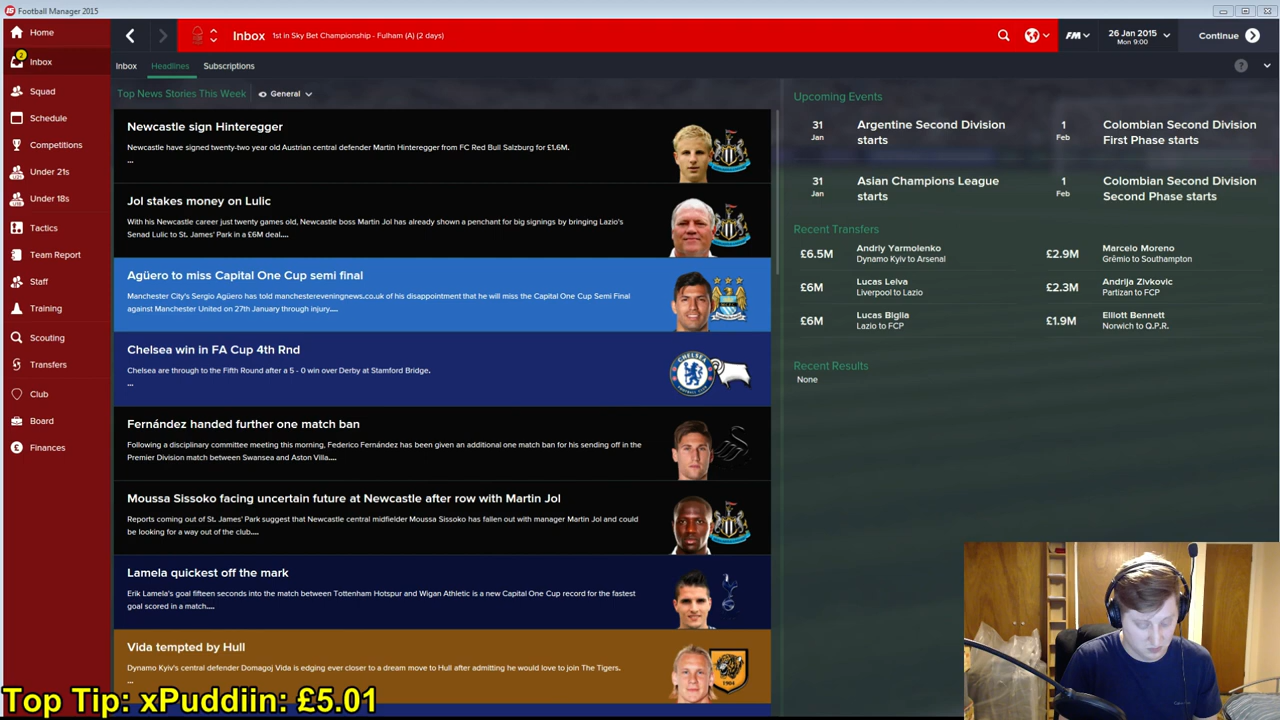 Football Manager 2015
Home
2
Inbox
Squad
Schedule
Competitions
Under 21s
Under 18s
Tactics
Team Report
Staff
Training
Scouting
Transfers
Club
Board
Finances
Inbox
1st in Sky Bet Championship - Fulham (A) (2 days)
FM
26 Jan 2015
Mon 9:00
Continue
Inbox
Headlines
Subscriptions
Top News Stories This Week
General
Newcastle sign Hinteregger
Newcastle have signed twenty-two year old Austrian central defender Martin Hinteregger from FC Red Bull Salzburg for £1.6M.
...
Jol stakes money on Lulic
With his Newcastle career just twenty games old, Newcastle boss Martin Jol has already shown a penchant for big signings by bringing Lazio's
Senad Lulic to St. James' Park in a £6M deal....
Agüero to miss Capital One Cup semi final
Manchester City's Sergio Agüero has told manchestereveningnews.co.uk of his disappointment that he will miss the Capital One Cup Semi Final
against Manchester United on 27th January through injury....
Chelsea win in FA Cup 4th Rnd
Chelsea are through to the Fifth Round after a 5 - 0 win over Derby at Stamford Bridge.
...
Fernández handed further one match ban
Following a disciplinary committee meeting this morning, Federico Fernández has been given an additional one match ban for his sending off in the
Premier Division match between Swansea and Aston Villa....
Moussa Sissoko facing uncertain future at Newcastle after row with Martin Jol
Reports coming out of St. James' Park suggest that Newcastle central midfielder Moussa Sissoko has fallen out with manager Martin Jol and could
be looking for a way out of the club....
Lamela quickest off the mark
Erik Lamela's goal fifteen seconds into the match between Tottenham Hotspur and Wigan Athletic is a new Capital One Cup record for the fastest
goal scored in a match....
Vida tempted by Hull
Dynamo Kyiv's central defender Domagoj Vida is edging ever closer to a dream move to Hull after admitting he would love to join The Tigers.
...
Upcoming Events
31
Jan
Argentine Second Division
starts
1
Feb
Colombian Second Division
First Phase starts
31
Jan
Asian Champions League
starts
1
Feb
Colombian Second Division
Second Phase starts
Recent Transfers
£6.5M
Andriy Yarmolenko
Dynamo Kyiv to Arsenal
£2.9M
Marcelo Moreno
Grêmio to Southampton
£6M
Lucas Leiva
Liverpool to Lazio
£2.3M
Andrija Zivkovic
Partizan to FCP
£6M
Lucas Biglia
Lazio to FCP
£1.9M
Elliott Bennett
Norwich to Q.P.R.
Recent Results
None
Top Tip: xPuddiin: £5.01